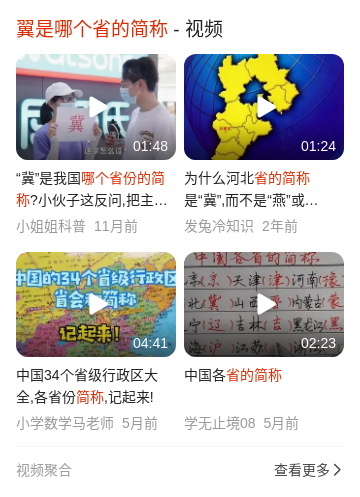 翼是哪个省的简称 - 视频
冀
01:48
01:24
“冀”是我国哪个省份的简
称?小伙子这反问,把主…
小姐姐科普 11月前
为什么河北省的简称
是“冀”,而不是“燕”或…
发兔冷知识 2年前
中国的34个省级行政区
省会和简称
记起来!
04:41
中国各省的简称
02:23
中国34个省级行政区大
全,各省份简称,记起来!
小学数学马老师 5月前
中国各省的简称
学无止境08 5月前
视频聚合
查看更多